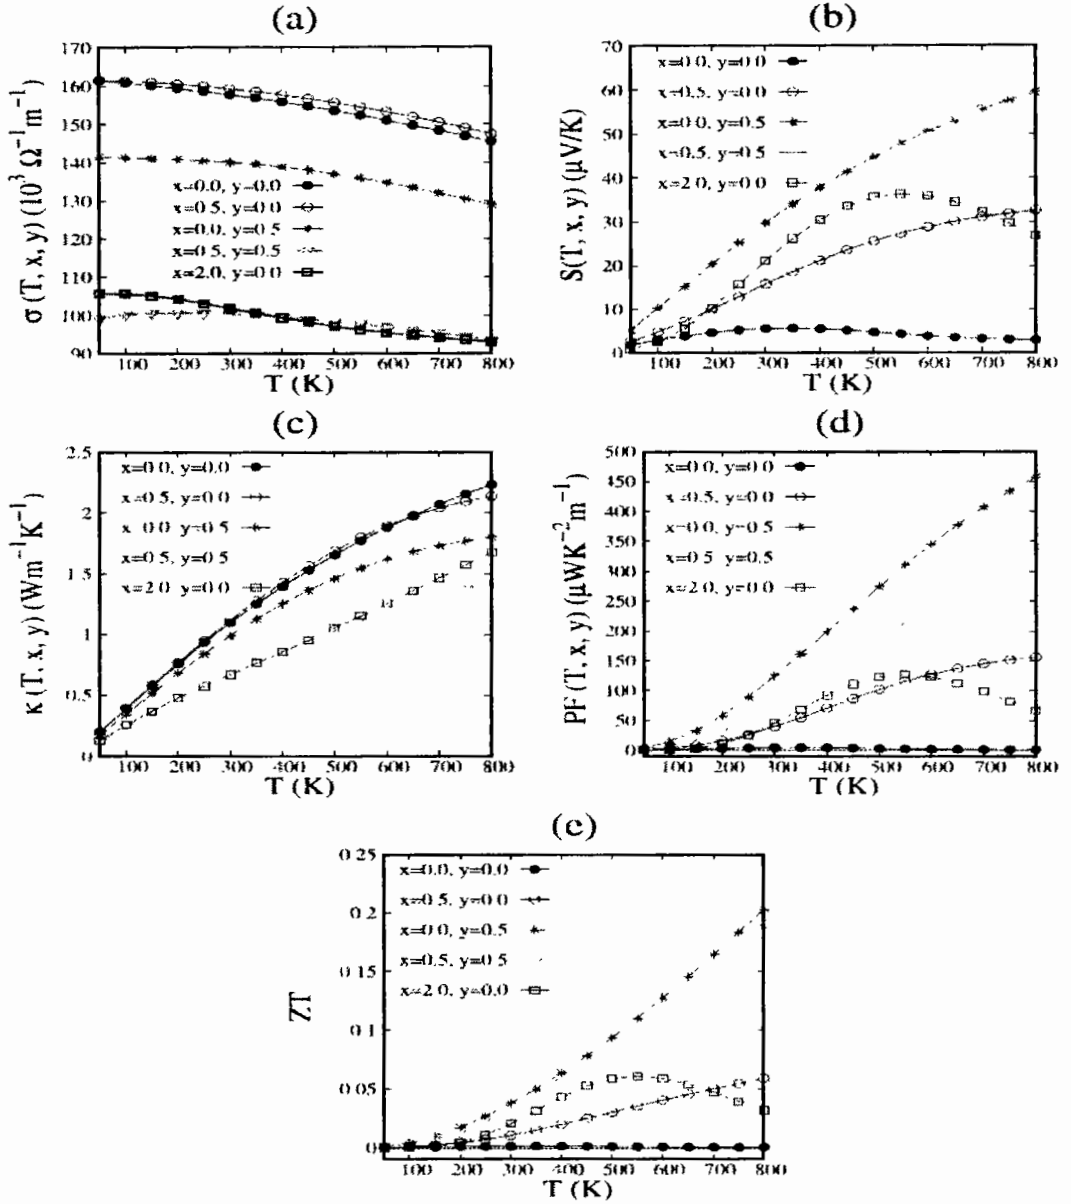 (a)
σ (T, x, y) (10³ Ω⁻¹m⁻¹)
170
160
150
140
130
120
110
100
90
x=0.0, y=0.0
x=0.5, y=0.0
x=0.0, y=0.5
x=0.5, y=0.5
x=2.0, y=0.0
100 200 300 400 500 600 700 800
T (K)
(b)
S(T, x, y) (μV/K)
70
60
50
40
30
20
10
0
x=0.0, y=0.0
x=0.5, y=0.0
x=0.0, y=0.5
x=0.5, y=0.5
x=2.0, y=0.0
100 200 300 400 500 600 700 800
T (K)
(c)
κ (T, x, y) (Wm⁻¹K⁻¹)
2.5
2
1.5
1
0.5
0
x=0.0, y=0.0
x=0.5, y=0.0
x 0.0 y=0.5
x=0.5, y=0.5
x=2.0 y=0.0
100 200 300 400 500 600 700 800
T (K)
(d)
PF (T, x, y) (μWK⁻²m⁻¹)
500
450
400
350
300
250
200
150
100
50
0
x=0.0, y=0.0
x=0.5, y=0.0
x=0.0, y=0.5
x=0.5 y=0.5
x=2.0, y=0.0
100 200 300 400 500 600 700 800
T (K)
(e)
ZT
0.25
0.2
0.15
0.1
0.05
0
x=0.0, y=0.0
x=0.5, y=0.0
x=0.0, y=0.5
x=0.5, y=0.5
x=2.0, y=0.0
100 200 300 400 500 600 700 800
T (K)